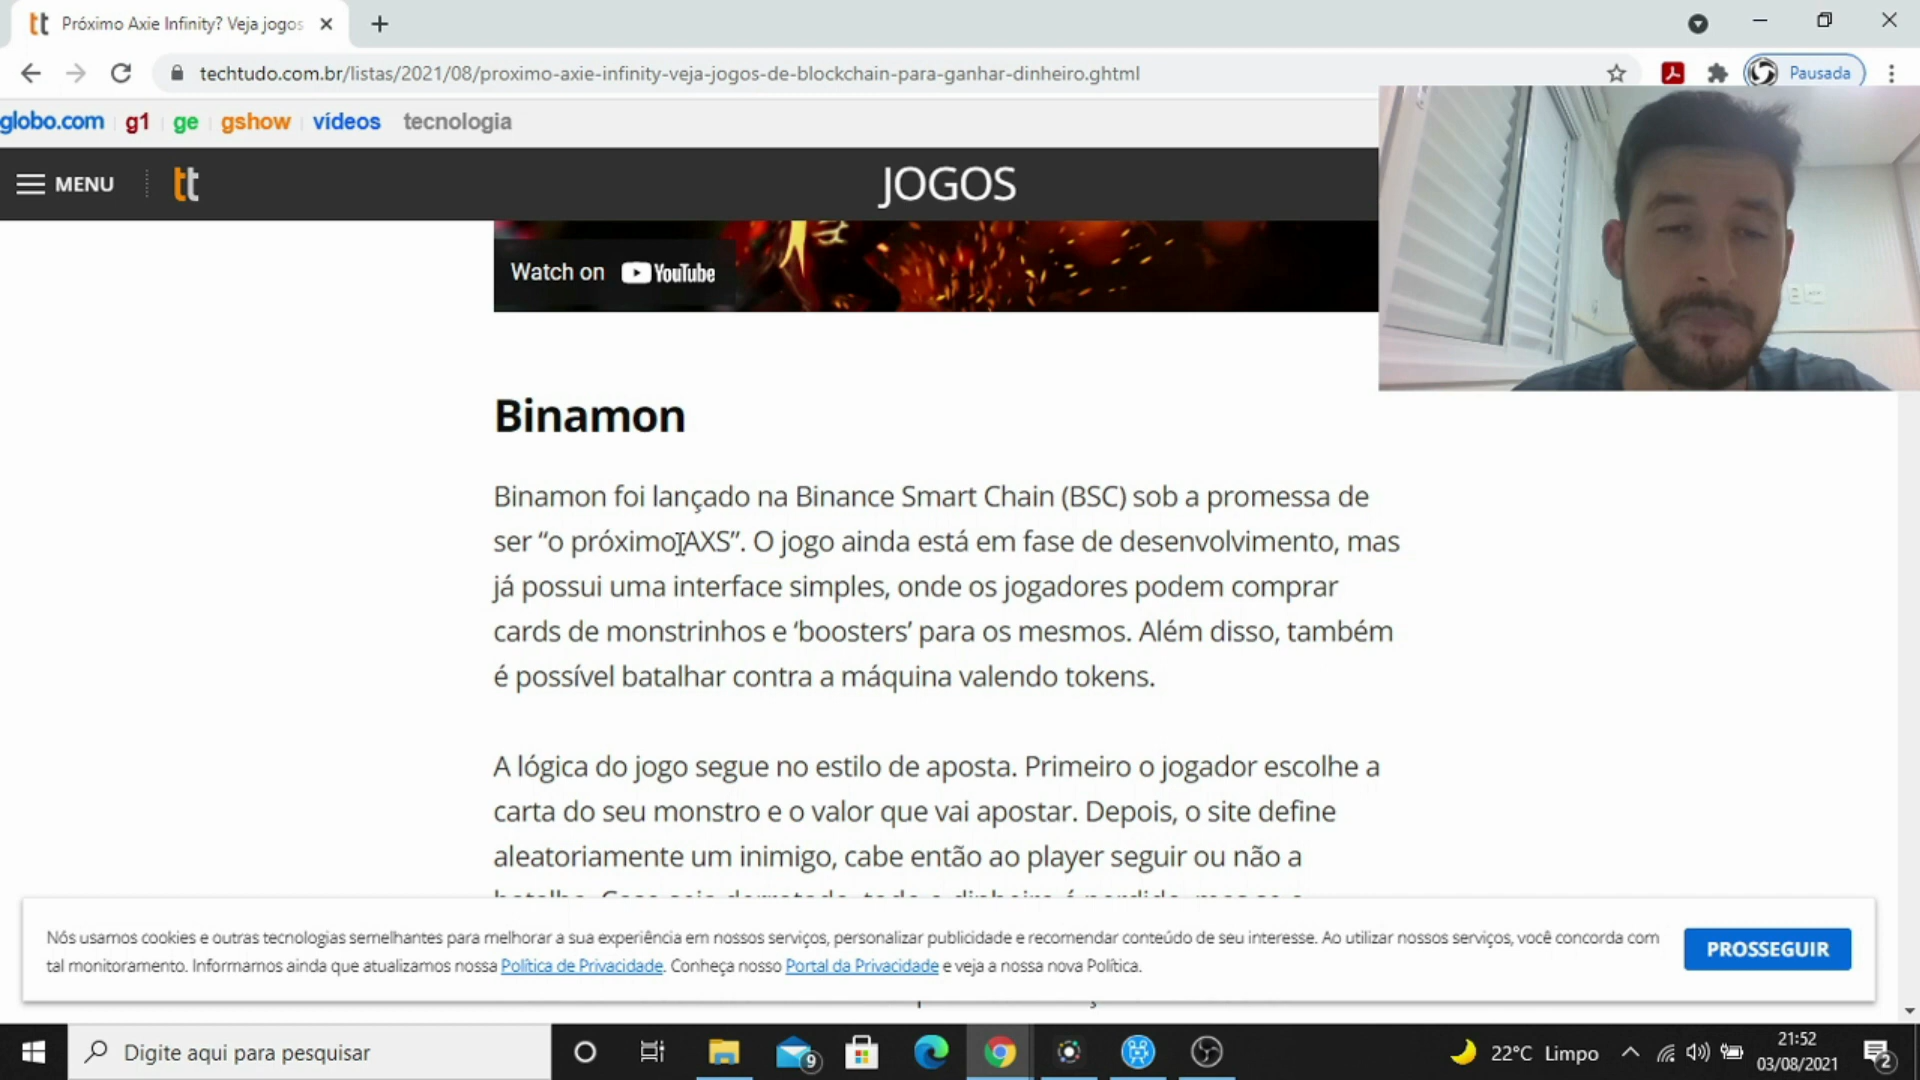 Próximo Axie Infinity? Veja jogos
techtudo.com.br/listas/2021/08/proximo-axie-infinity-veja-jogos-de-blockchain-para-ganhar-dinheiro.ghtml
Pausada
globo.com g1 ge gshow vídeos tecnologia
MENU tt JOGOS
Watch on YouTube
Binamon
Binamon foi lançado na Binance Smart Chain (BSC) sob a promessa de
ser “o próximo AXS”. O jogo ainda está em fase de desenvolvimento, mas
já possui uma interface simples, onde os jogadores podem comprar
cards de monstrinhos e ‘boosters’ para os mesmos. Além disso, também
é possível batalhar contra a máquina valendo tokens.
A lógica do jogo segue no estilo de aposta. Primeiro o jogador escolhe a
carta do seu monstro e o valor que vai apostar. Depois, o site define
aleatoriamente um inimigo, cabe então ao player seguir ou não a
Nós usamos cookies e outras tecnologias semelhantes para melhorar a sua experiência em nossos serviços, personalizar publicidade e recomendar conteúdo de seu interesse. Ao utilizar nossos serviços, você concorda com
tal monitoramento. Informamos ainda que atualizamos nossa Política de Privacidade. Conheça nosso Portal da Privacidade e veja a nossa nova Política.
PROSSEGUIR
Digite aqui para pesquisar
9
22°C Limpo
21:52
03/08/2021
2